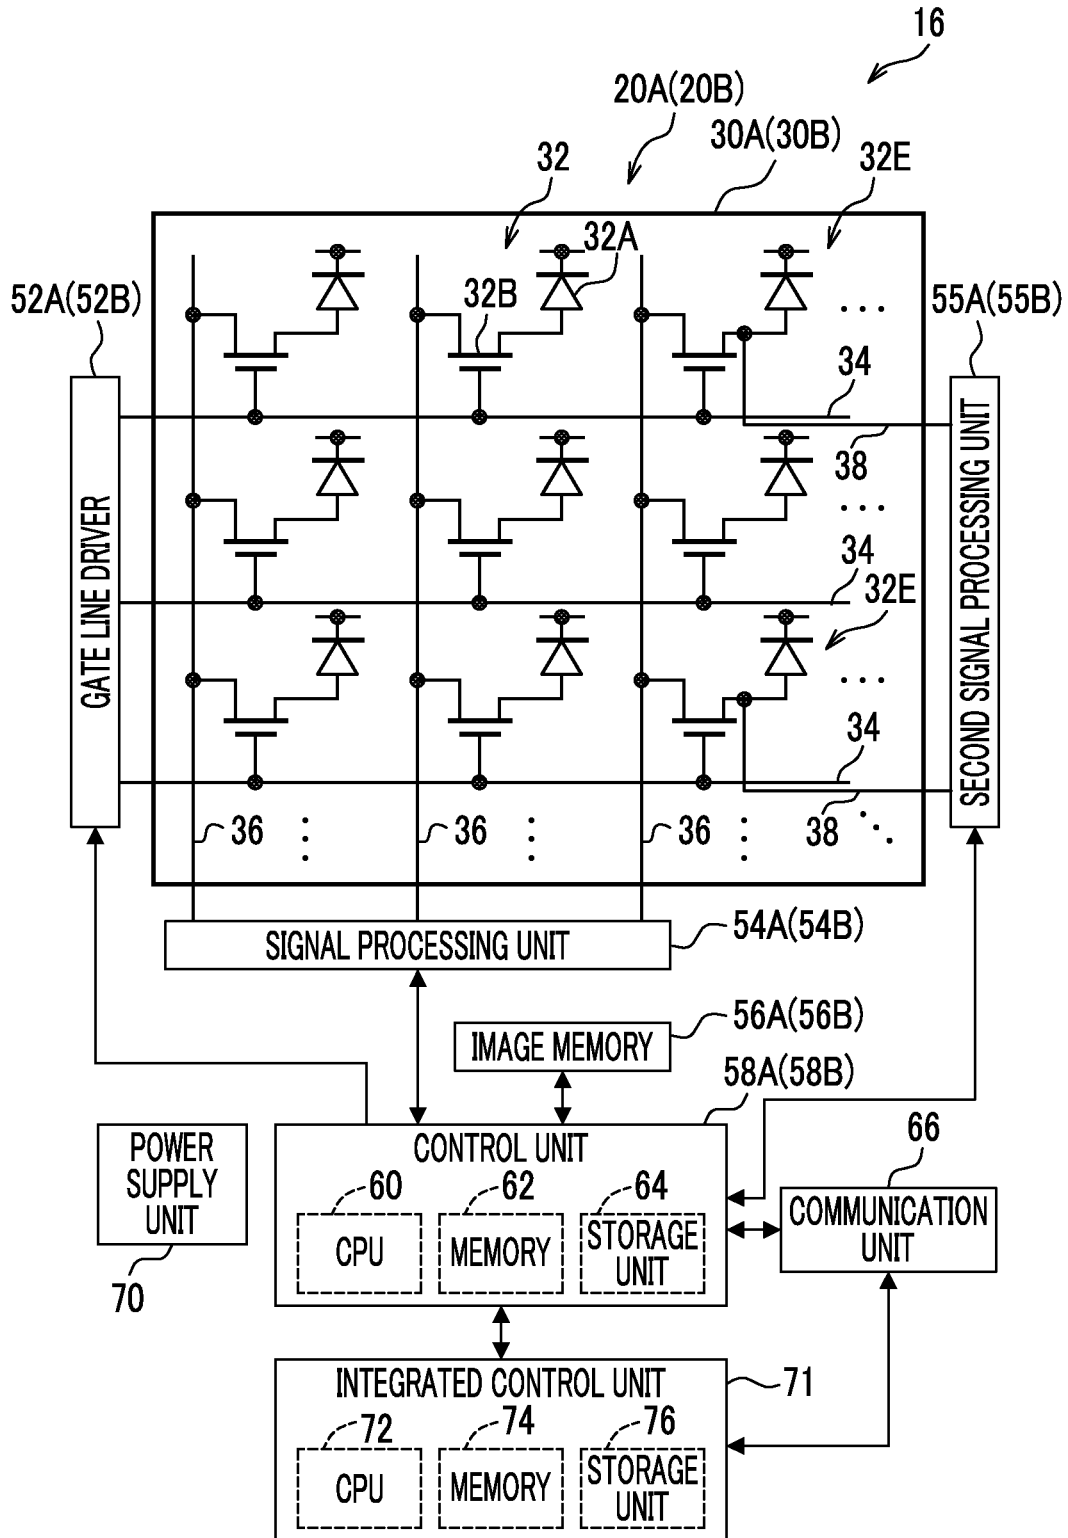 16
20A(20B)
30A(30B)
32
32E
32A
32B
52A(52B)
55A(55B)
34
38
GATE LINE DRIVER
SECOND SIGNAL PROCESSING UNIT
34
32E
34
36
36
36
38
SIGNAL PROCESSING UNIT
54A(54B)
IMAGE MEMORY
56A(56B)
58A(58B)
POWER
SUPPLY
UNIT
70
CONTROL UNIT
60
62
64
CPU
MEMORY
STORAGE
UNIT
66
COMMUNICATION
UNIT
INTEGRATED CONTROL UNIT
71
72
74
76
CPU
MEMORY
STORAGE
UNIT